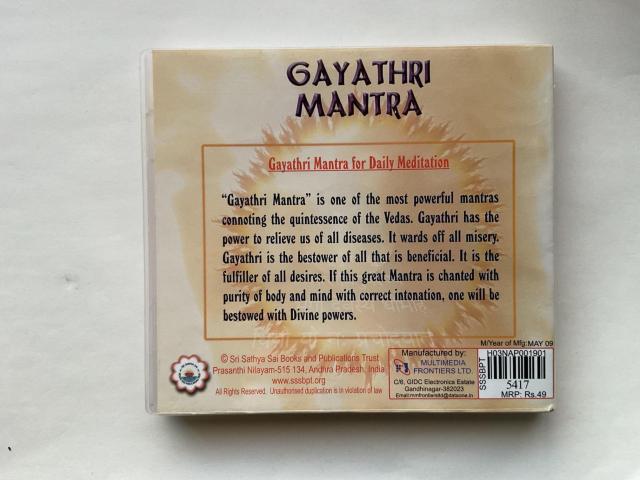 GAYATHRI
MANTRA
Gayathri Mantra for Daily Meditation
“Gayathri Mantra” is one of the most powerful mantras
connoting the quintessence of the Vedas. Gayathri has the
power to relieve us of all diseases. It wards off all misery.
Gayathri is the bestower of all that is beneficial. It is the
fulfiller of all desires. If this great Mantra is chanted with
purity of body and mind with correct intonation, one will be
bestowed with Divine powers.
© Sri Sathya Sai Books and Publications Trust
Prasanthi Nilayam-515 134, Andhra Pradesh, India
www.sssbpt.org
All Rights Reserved. Unauthorised duplication is in violation of law
Manufactured by:
MULTIMEDIA
FRONTIERS LTD.
C/6, GIDC Electronics Estate
Gandhinagar-382023
Email:mmfrontiersltd@dataone.in
M/Year of Mfg:MAY 09
SSSBPT
H03NAP001901
5417
MRP: Rs.49